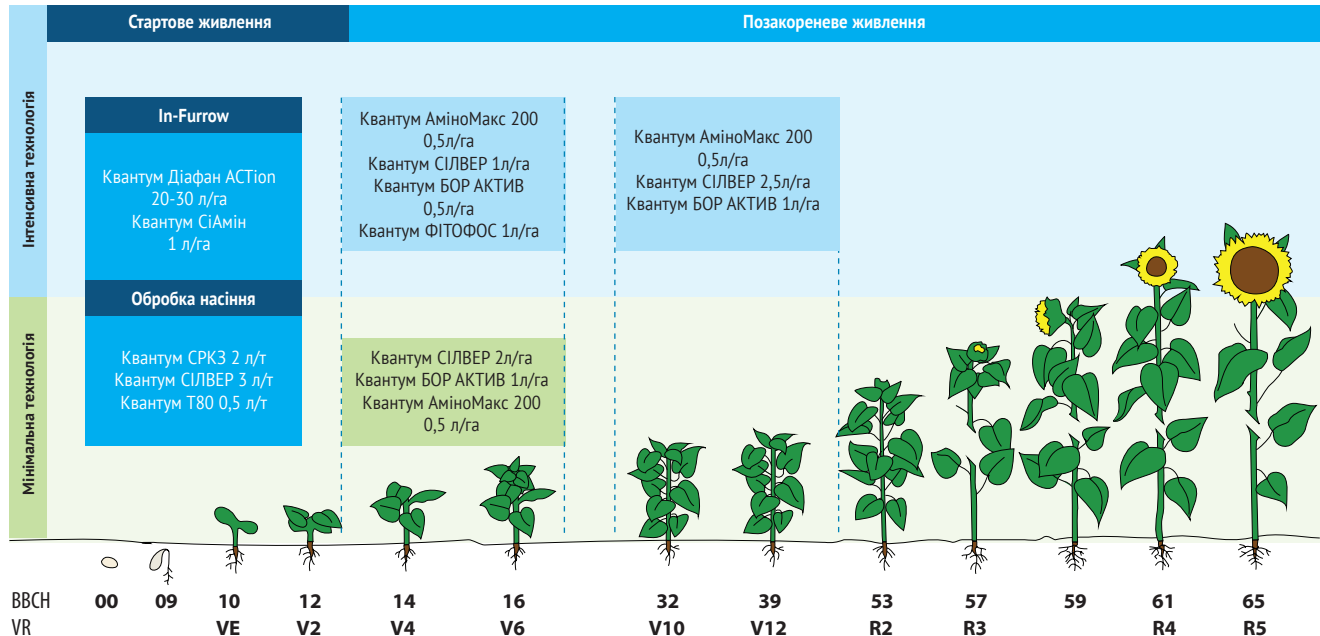 Стартове живлення
Позакореневе живлення
Інтенсивна технологія
In-Furrow
Квантум Діафан ACTion
20-30 л/га
Квантум СіАмін
1 л/га
Квантум АміноМакс 200
0,5л/га
Квантум СІЛВЕР 1л/га
Квантум БОР АКТИВ
0,5л/га
Квантум ФІТОФОС 1л/га
Квантум АміноМакс 200
0,5л/га
Квантум СІЛВЕР 2,5л/га
Квантум БОР АКТИВ 1л/га
Мінімальна технологія
Обробка насіння
Квантум СРКЗ 2 л/т
Квантум СІЛВЕР 3 л/т
Квантум Т80 0,5 л/т
Квантум СІЛВЕР 2л/га
Квантум БОР АКТИВ 1л/га
Квантум АміноМакс 200
0,5 л/га
BBCH 00 09 10 12 14 16 32 39 53 57 59 61 65
VR VE V2 V4 V6 V10 V12 R2 R3 R4 R5